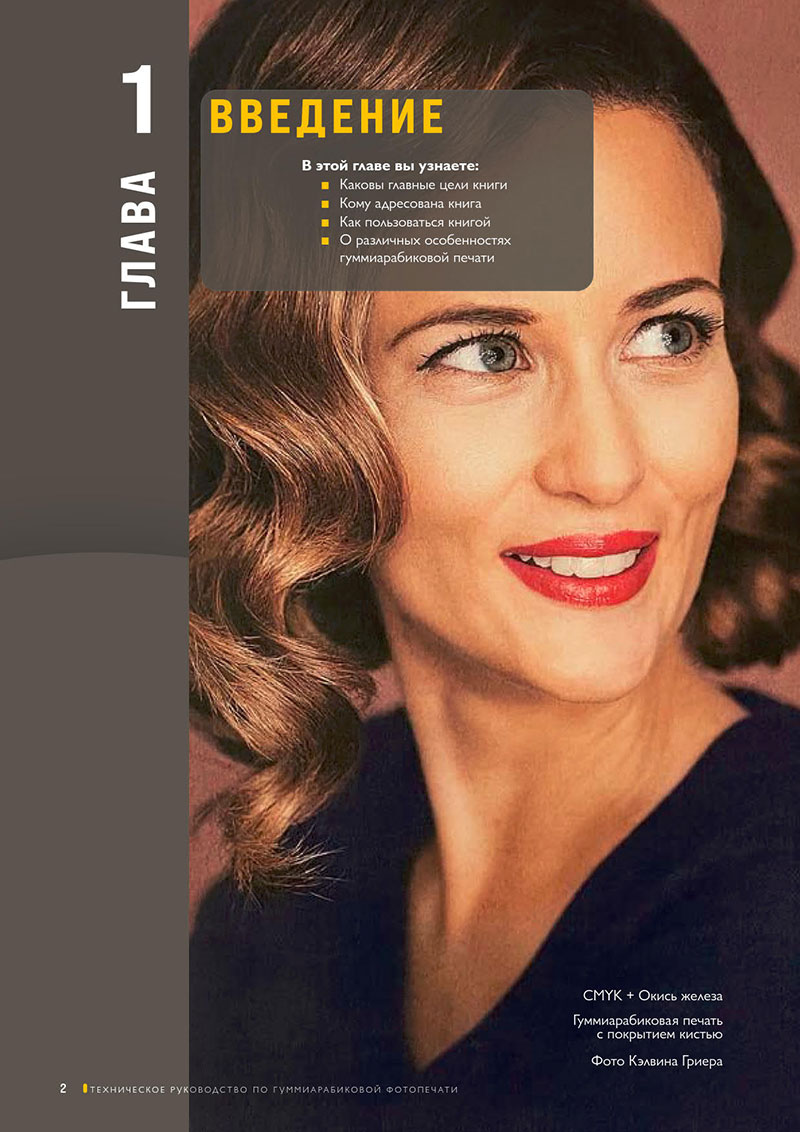 ГЛАВА 1
ВВЕДЕНИЕ
В этой главе вы узнаете:
Каковы главные цели книги
Кому адресована книга
Как пользоваться книгой
О различных особенностях
гуммиарабиковой печати
CMYK + Окись железа
Гуммиарабиковая печать
с покрытием кистью
Фото Кэлвина Гриера
2 ТЕХНИЧЕСКОЕ РУКОВОДСТВО ПО ГУММИАРАБИКОВОЙ ФОТОПЕЧАТИ